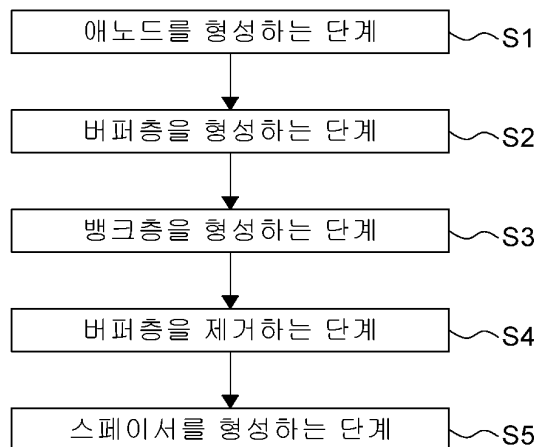 애노드를 형성하는 단계 S1
버퍼층을 형성하는 단계 S2
뱅크층을 형성하는 단계 S3
버퍼층을 제거하는 단계 S4
스페이서를 형성하는 단계 S5